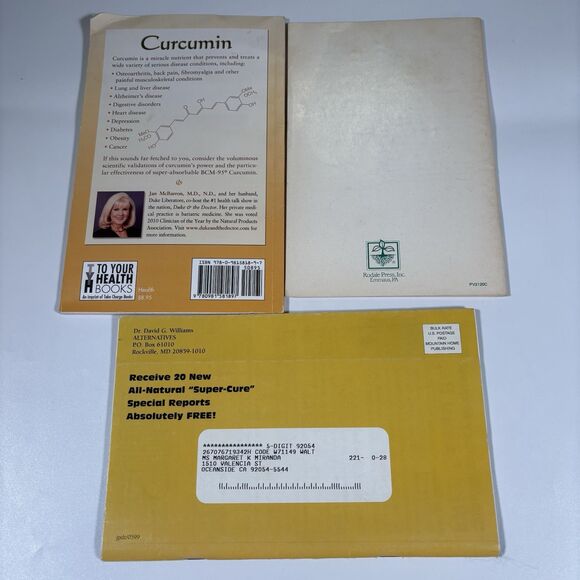 Curcumin
Curcumin is a miracle nutrient that prevents and treats a
wide variety of serious disease conditions, including:
• Osteoarthritis, back pain, fibromyalgia and other
painful musculoskeletal conditions
• Lung and liver disease
• Alzheimer's disease
• Digestive disorders
• Heart disease
• Depression
• Diabetes
• Obesity
• Cancer
If this sounds far-fetched to you, consider the voluminous
scientific validations of curcumin's power and the particu-
lar effectiveness of super-absorbable BCM-95® Curcumin.
Jan McBarron, M.D., N.D., and her husband,
Duke Liberatore, co-host the #1 health talk show in
the nation, Duke & the Doctor. Her private med-
ical practice is bariatric medicine. She was voted
2010 Clinician of the Year by the Natural Products
Association. Visit www.dukeandthedoctor.com for
more information.
TO YOUR
HEALTH
BOOKS
An imprint of Take Charge Books
Health
$8.95
ISBN 978-0-9815818-9-7
50895
9 780981 581897
Rodale Press, Inc.
Emmaus, PA
PV2120C
Dr. David G. Williams
ALTERNATIVES
P.O. Box 61010
Rockville, MD 20859-1010
BULK RATE
U.S. POSTAGE
PAID
MOUNTAIN HOME
PUBLISHING
Receive 20 New
All-Natural "Super-Cure"
Special Reports
Absolutely FREE!
**************** 5-DIGIT 92054
267076719342H CODE W71149 WALT
MS MARGARET K MIRANDA 221- 0-28
1510 VALENCIA ST
OCEANSIDE CA 92054-5544